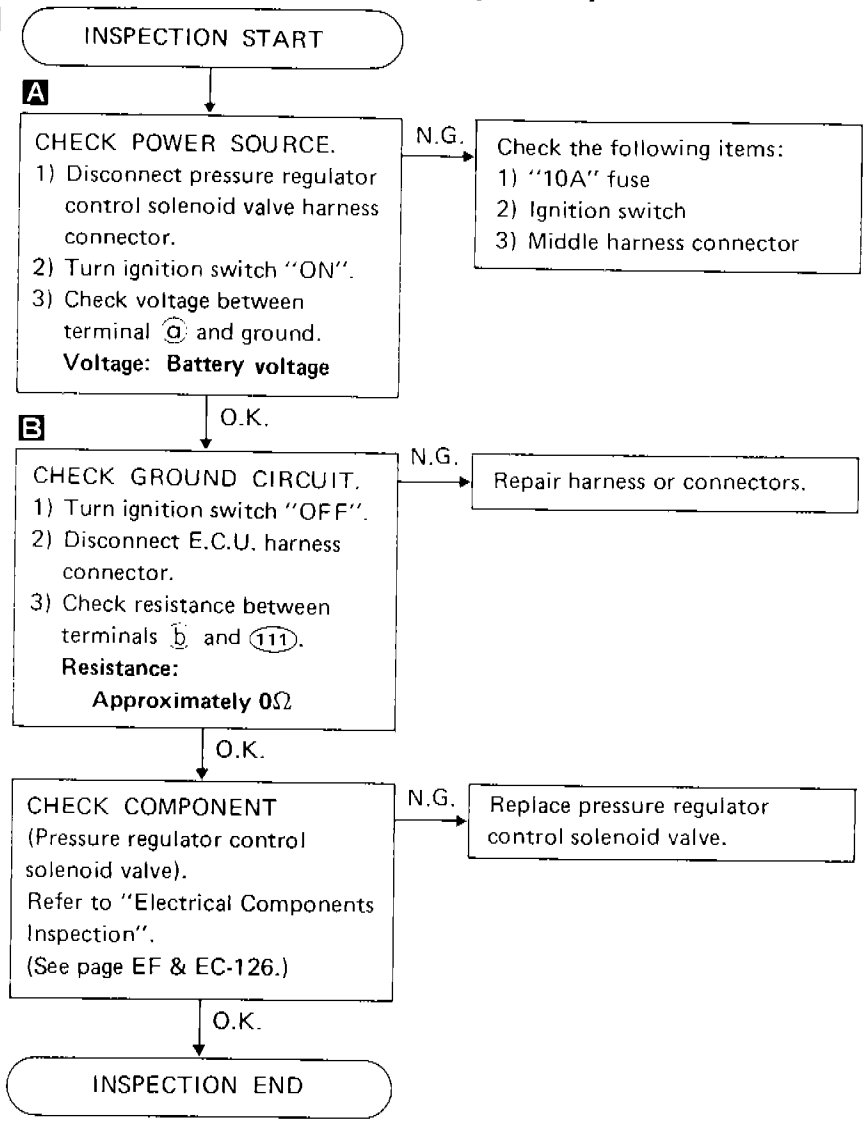 INSPECTION START
A
CHECK POWER SOURCE.
1) Disconnect pressure regulator
control solenoid valve harness
connector.
2) Turn ignition switch "ON".
3) Check voltage between
terminal ⓐ and ground.
Voltage: Battery voltage
N.G.
Check the following items:
1) "10A" fuse
2) Ignition switch
3) Middle harness connector
O.K.
B
CHECK GROUND CIRCUIT.
1) Turn ignition switch "OFF".
2) Disconnect E.C.U. harness
connector.
3) Check resistance between
terminals ⓑ and (111).
Resistance:
Approximately 0Ω
N.G.
Repair harness or connectors.
O.K.
CHECK COMPONENT
(Pressure regulator control
solenoid valve).
Refer to "Electrical Components
Inspection".
(See page EF & EC-126.)
N.G.
Replace pressure regulator
control solenoid valve.
O.K.
INSPECTION END